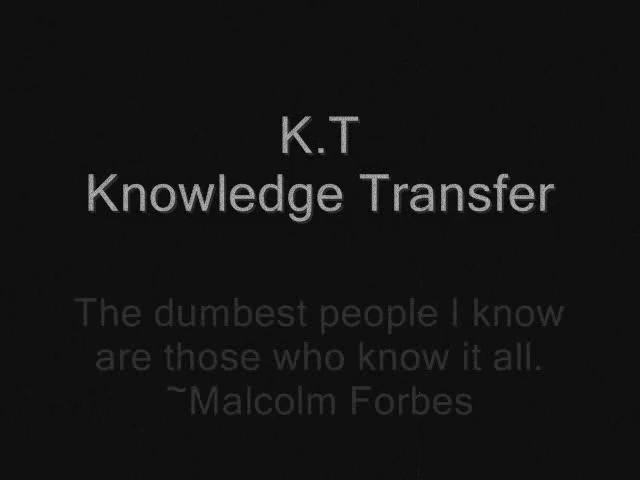 K.T
Knowledge Transfer
The dumbest people I know
are those who know it all.
~Malcolm Forbes